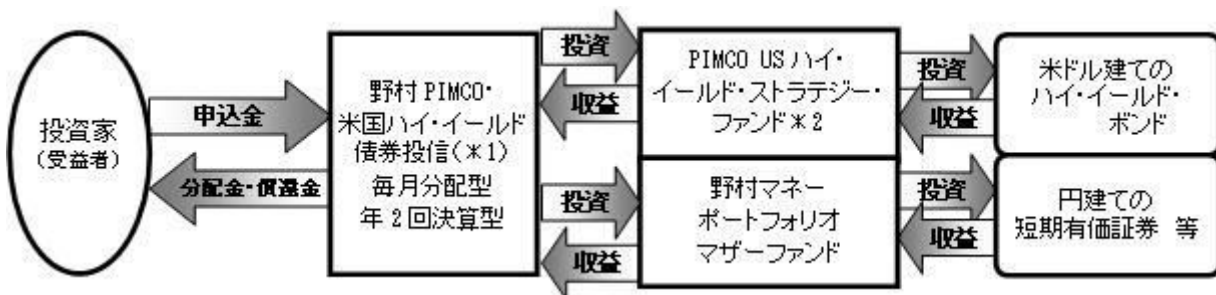 投資家
(受益者)
申込金
分配金・償還金
野村PIMCO・
米国ハイ・イールド
債券投信(*1)
毎月分配型
年2回決算型
投資
収益
投資
収益
PIMCO USハイ・
イールド・ストラテジー・
ファンド*2
野村マネー
ポートフォリオ
マザーファンド
投資
収益
投資
収益
米ドル建ての
ハイ・イールド・
ボンド
円建ての
短期有価証券 等